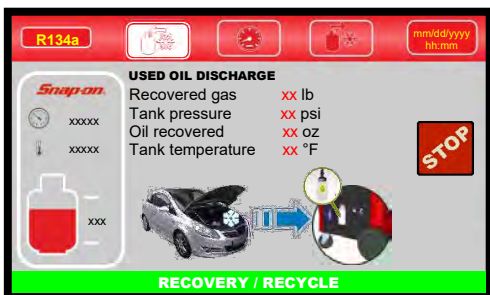 R134a
mm/dd/yyyy
hh:mm
Snap-on
xxxxx
xxxxx
xxx
USED OIL DISCHARGE
Recovered gas xx lb
Tank pressure xx psi
Oil recovered xx oz
Tank temperature xx °F
STOP
RECOVERY / RECYCLE